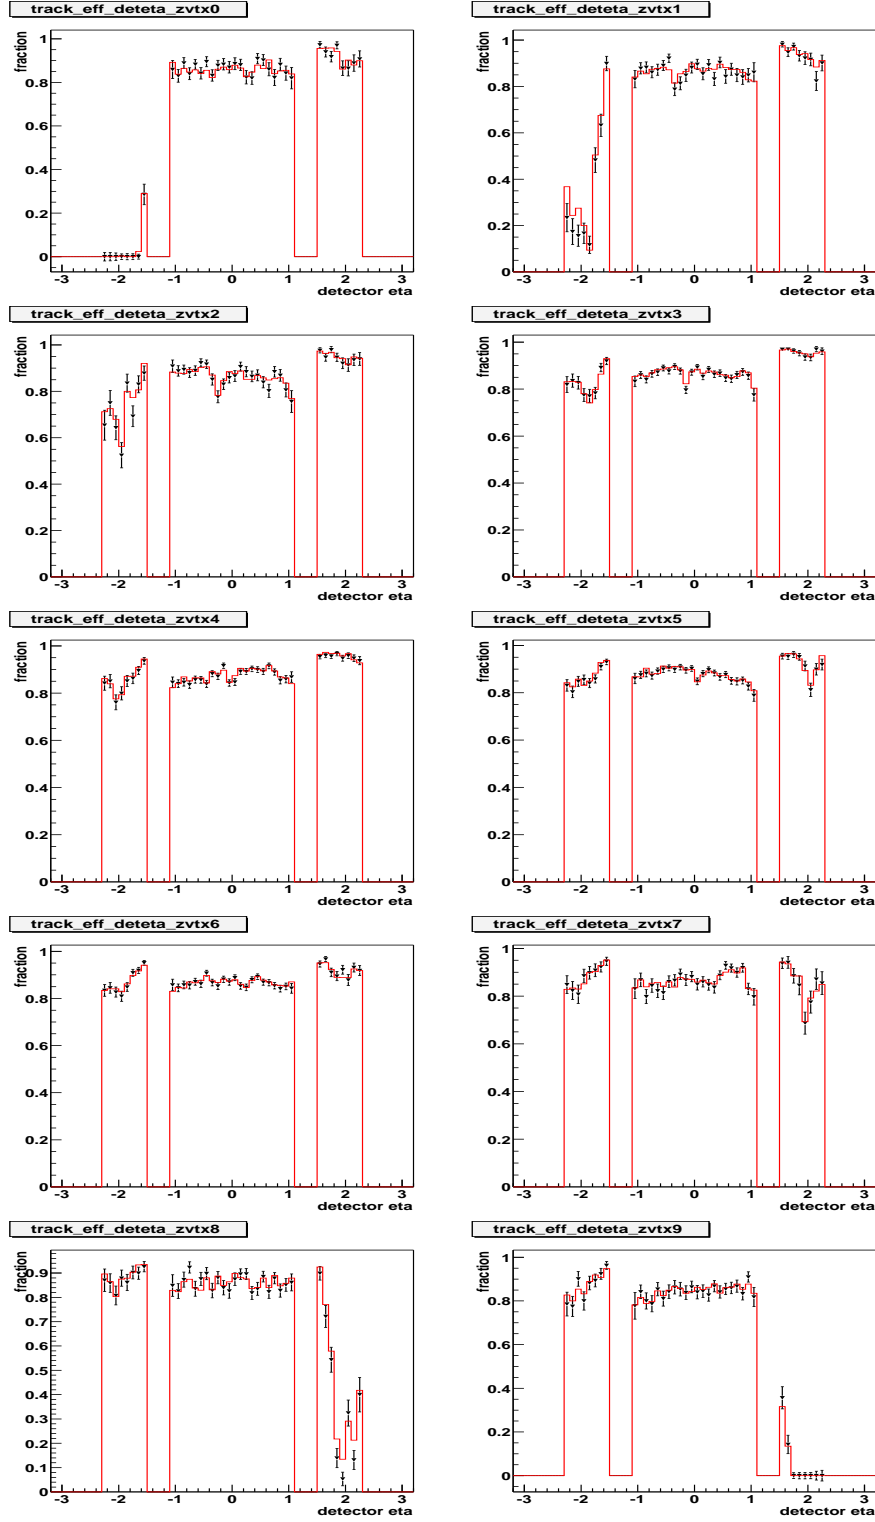 track_eff_deteta_zvtx0
fraction
1
0.8
0.6
0.4
0.2
0
-3 -2 -1 0 1 2 3
detector eta
track_eff_deteta_zvtx1
fraction
1
0.8
0.6
0.4
0.2
0
-3 -2 -1 0 1 2 3
detector eta
track_eff_deteta_zvtx2
fraction
1
0.8
0.6
0.4
0.2
0
-3 -2 -1 0 1 2 3
detector eta
track_eff_deteta_zvtx3
fraction
1
0.8
0.6
0.4
0.2
0
-3 -2 -1 0 1 2 3
detector eta
track_eff_deteta_zvtx4
fraction
1
0.8
0.6
0.4
0.2
0
-3 -2 -1 0 1 2 3
detector eta
track_eff_deteta_zvtx5
fraction
1
0.8
0.6
0.4
0.2
0
-3 -2 -1 0 1 2 3
detector eta
track_eff_deteta_zvtx6
fraction
1
0.8
0.6
0.4
0.2
0
-3 -2 -1 0 1 2 3
detector eta
track_eff_deteta_zvtx7
fraction
1
0.8
0.6
0.4
0.2
0
-3 -2 -1 0 1 2 3
detector eta
track_eff_deteta_zvtx8
fraction
0.9
0.8
0.7
0.6
0.5
0.4
0.3
0.2
0.1
0
-3 -2 -1 0 1 2 3
detector eta
track_eff_deteta_zvtx9
fraction
1
0.8
0.6
0.4
0.2
0
-3 -2 -1 0 1 2 3
detector eta